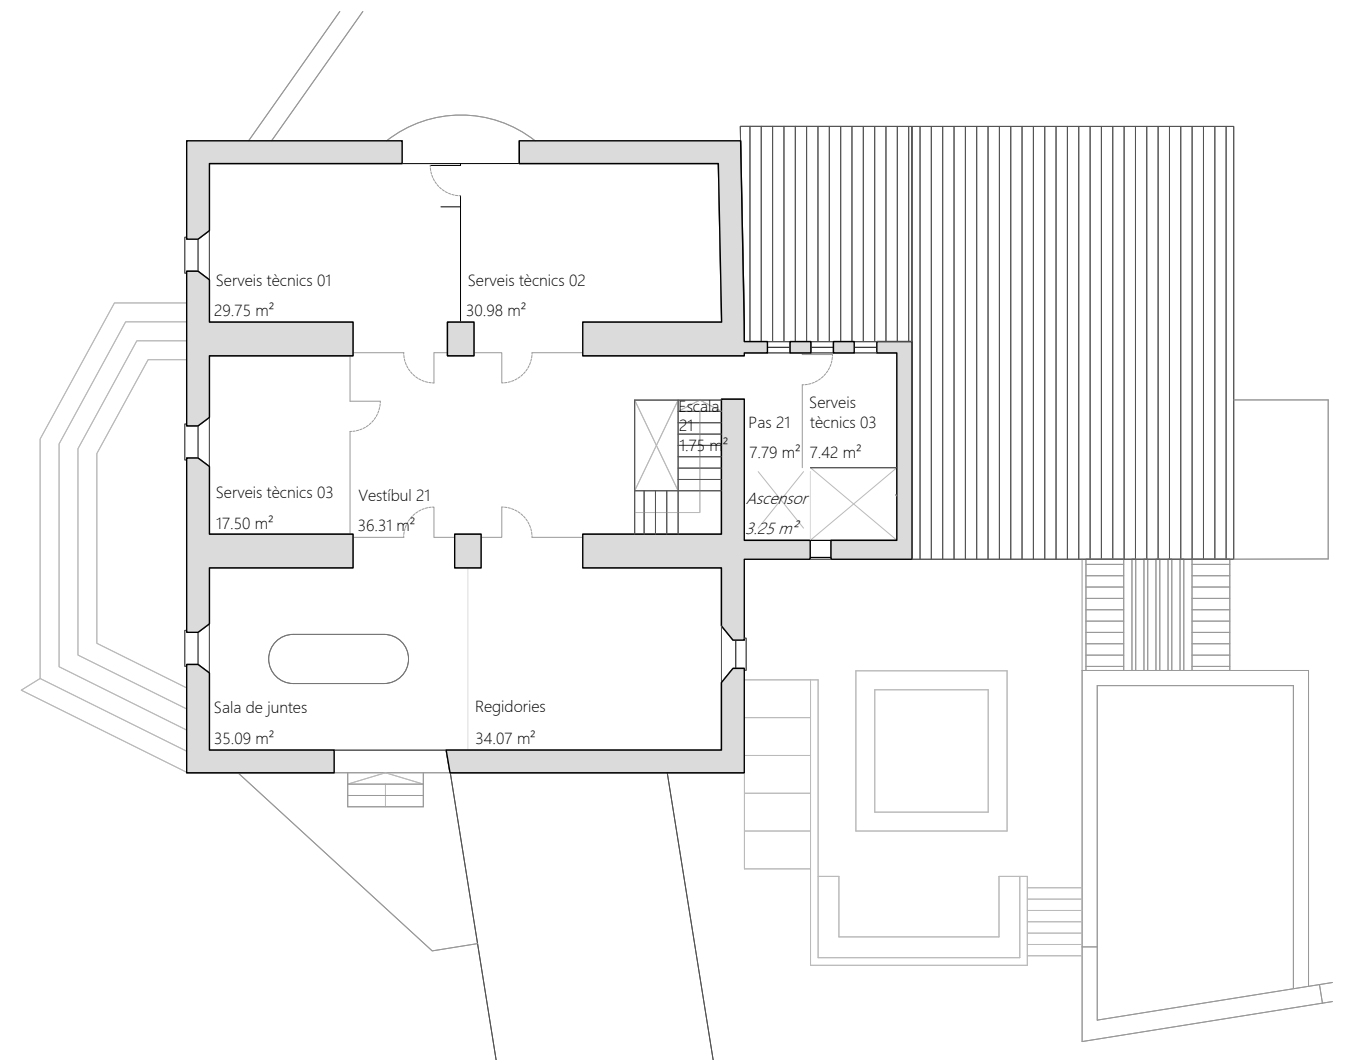 Serveis tècnics 01
29.75 m²
Serveis tècnics 02
30.98 m²
Serveis tècnics 03
17.50 m²
Vestíbul 21
36.31 m²
Escala
21
1.75 m²
Pas 21
7.79 m²
Serveis
tècnics 03
7.42 m²
Ascensor
3.25 m²
Sala de juntes
35.09 m²
Regidories
34.07 m²